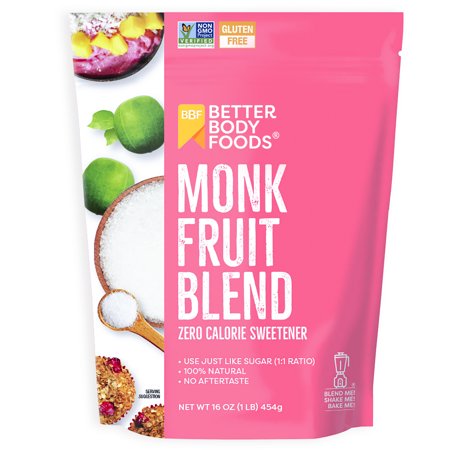 NON
GMO
Project
VERIFIED
nongmoproject.org
GLUTEN
FREE
BBF
BETTER
BODY
FOODS®
MONK
FRUIT
BLEND
ZERO CALORIE SWEETENER
• USE JUST LIKE SUGAR (1:1 RATIO)
• 100% NATURAL
• NO AFTERTASTE
SERVING
SUGGESTION
BLEND ME
SHAKE ME
BAKE ME
NET WT 16 OZ (1 LB) 454g